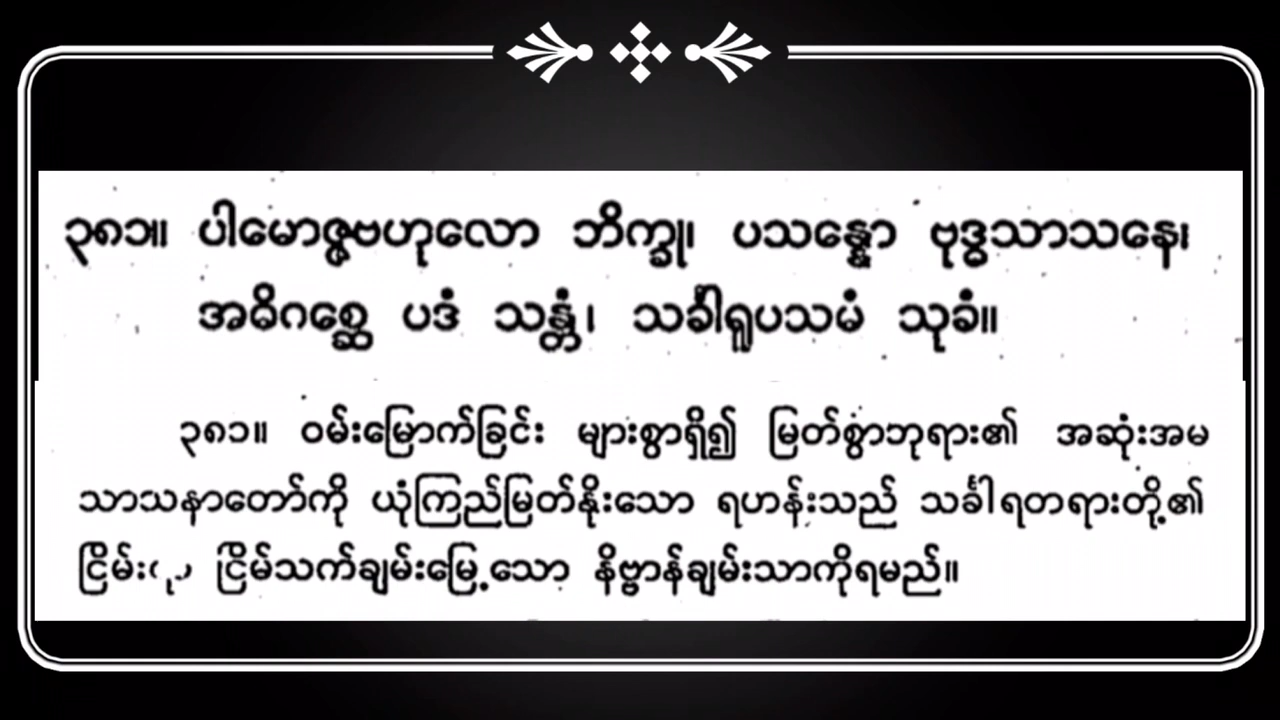 ၃၈၁။ ပါမောဇ္ဇဗဟုလော ဘိက္ခု၊ ပသန္နော ဗုဒ္ဓသာသနေ၊
အဓိဂစ္ဆေ ပဒံ သန္တံ၊ သင်္ခါရူပသမံ သုခံ။
၃၈၁။ ဝမ်းမြောက်ခြင်း များစွာရှိ၍ မြတ်စွာဘုရား၏ အဆုံးအမ
သာသနာတော်ကို ယုံကြည်မြတ်နိုးသော ရဟန်းသည် သင်္ခါရတရားတို့၏
ငြိမ်း ငြိမ်သက်ချမ်းမြေ့သော နိဗ္ဗာန်ချမ်းသာကိုရမည်။